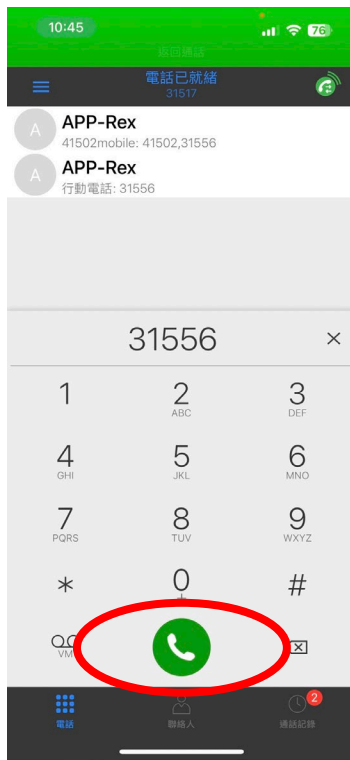 10:45
76
返回通話
電話已就緒
31517
A
APP-Rex
41502mobile: 41502,31556
A
APP-Rex
行動電話: 31556
31556 ×
1 2 3
ABC DEF
4 5 6
GHI JKL MNO
7 8 9
PQRS TUV WXYZ
* 0 #
+
VM
2
電話 聯絡人 通話記錄